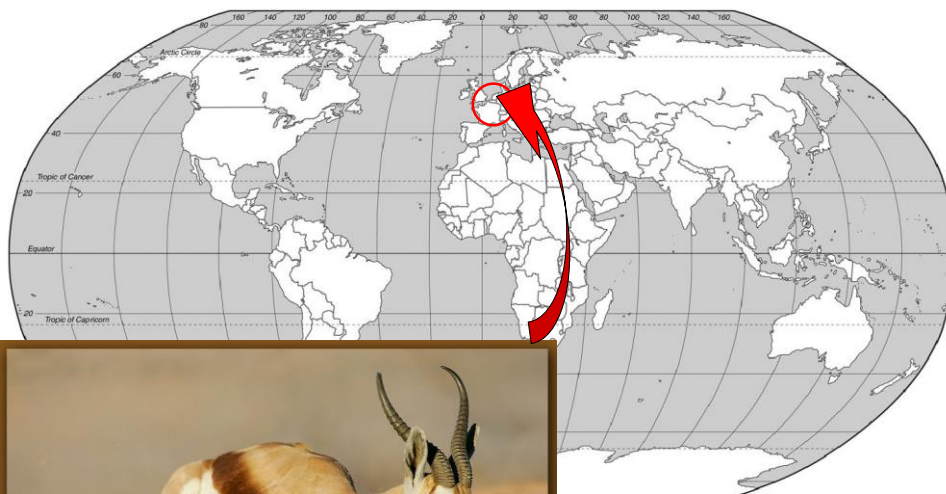 160 140 120 100 80 60 40 20 0 20 40 60 80 100 120 140 160
80
Arctic Circle
60
40
Tropic of Cancer
20
Equator
20
Tropic of Capricorn